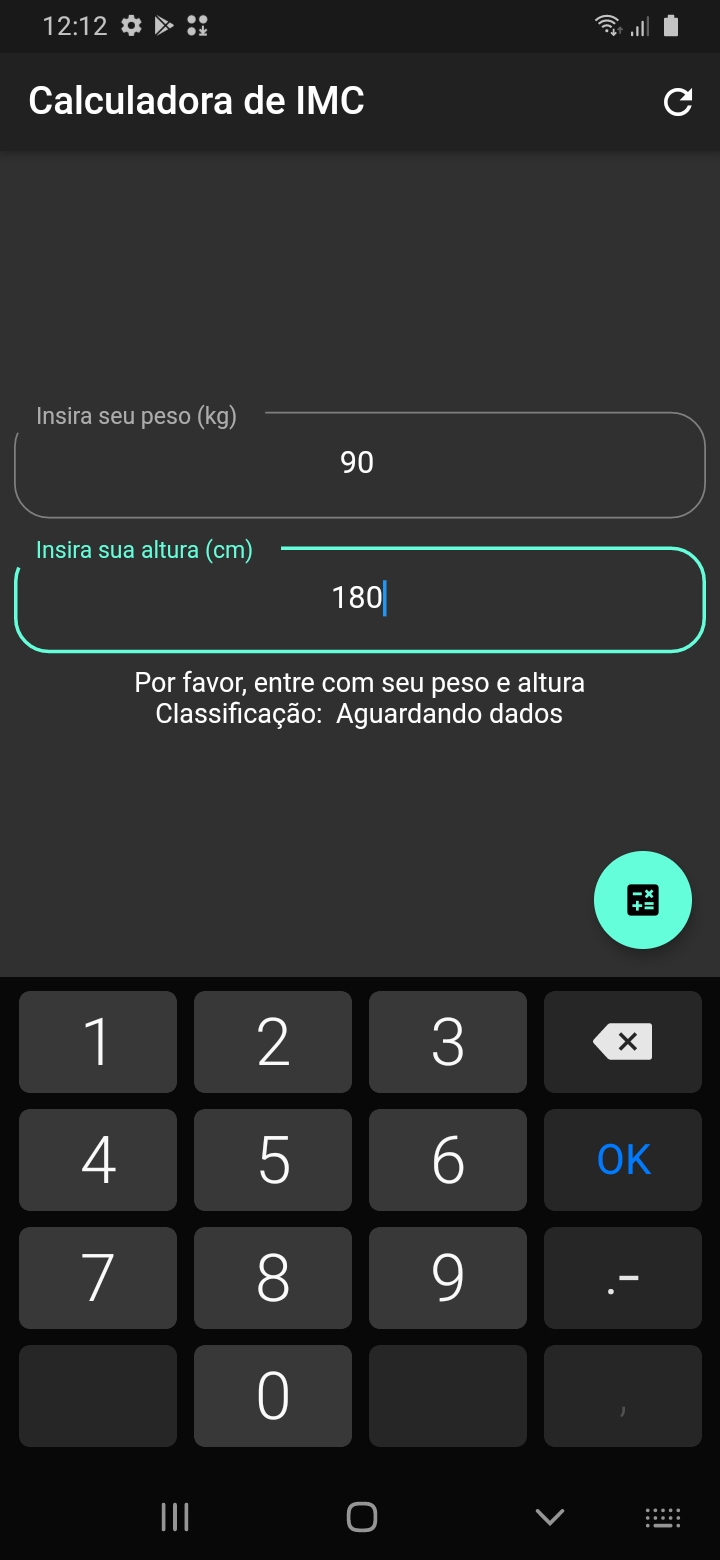 12:12
Calculadora de IMC
Insira seu peso (kg)
90
Insira sua altura (cm)
180
Por favor, entre com seu peso e altura
Classificação:  Aguardando dados
1 2 3
4 5 6 OK
7 8 9 .-
0 ,